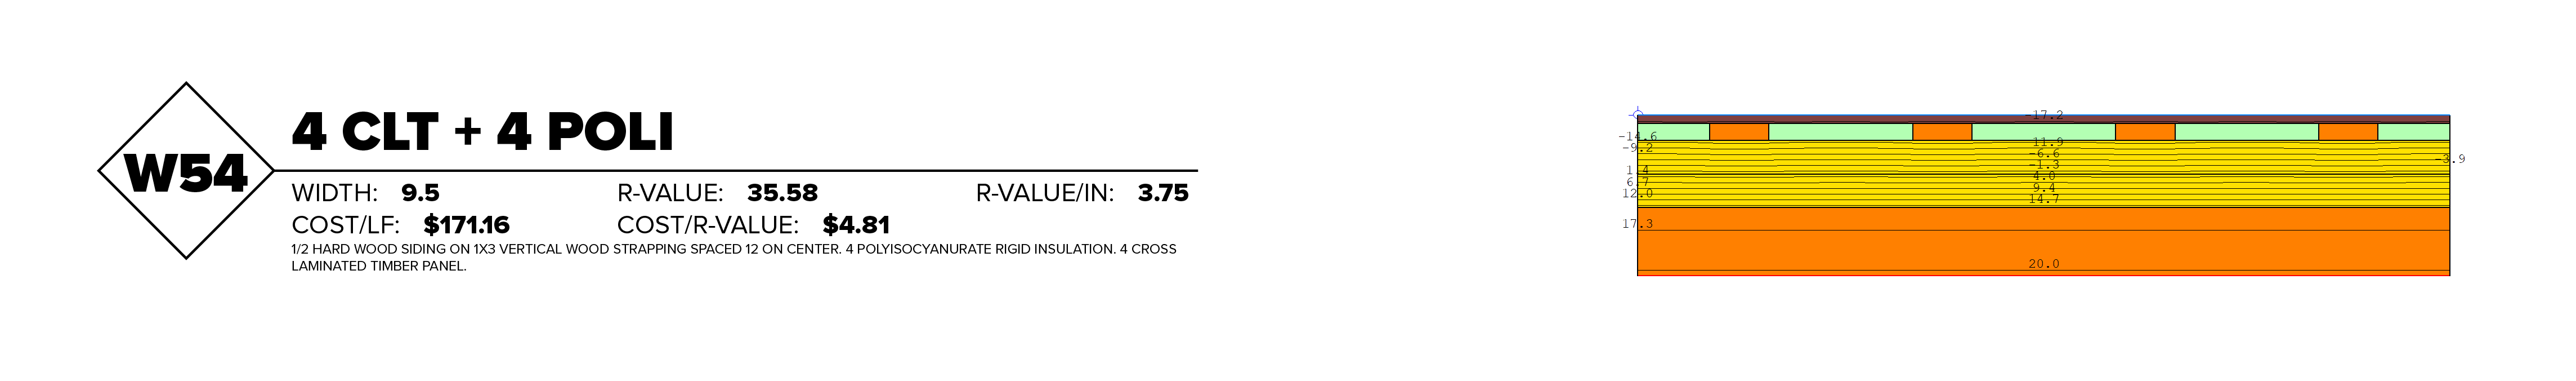 W54
4 CLT + 4 POLI
WIDTH: 9.5 R-VALUE: 35.58 R-VALUE/IN: 3.75
COST/LF: $171.16 COST/R-VALUE: $4.81
1/2 HARD WOOD SIDING ON 1X3 VERTICAL WOOD STRAPPING SPACED 12 ON CENTER. 4 POLYISOCYANURATE RIGID INSULATION. 4 CROSS
LAMINATED TIMBER PANEL.
-17.2
-14.6
-9.2
11.9
-6.6
-3.9
-1.3
1.4
4.0
6.7
9.4
12.0
14.7
17.3
20.0